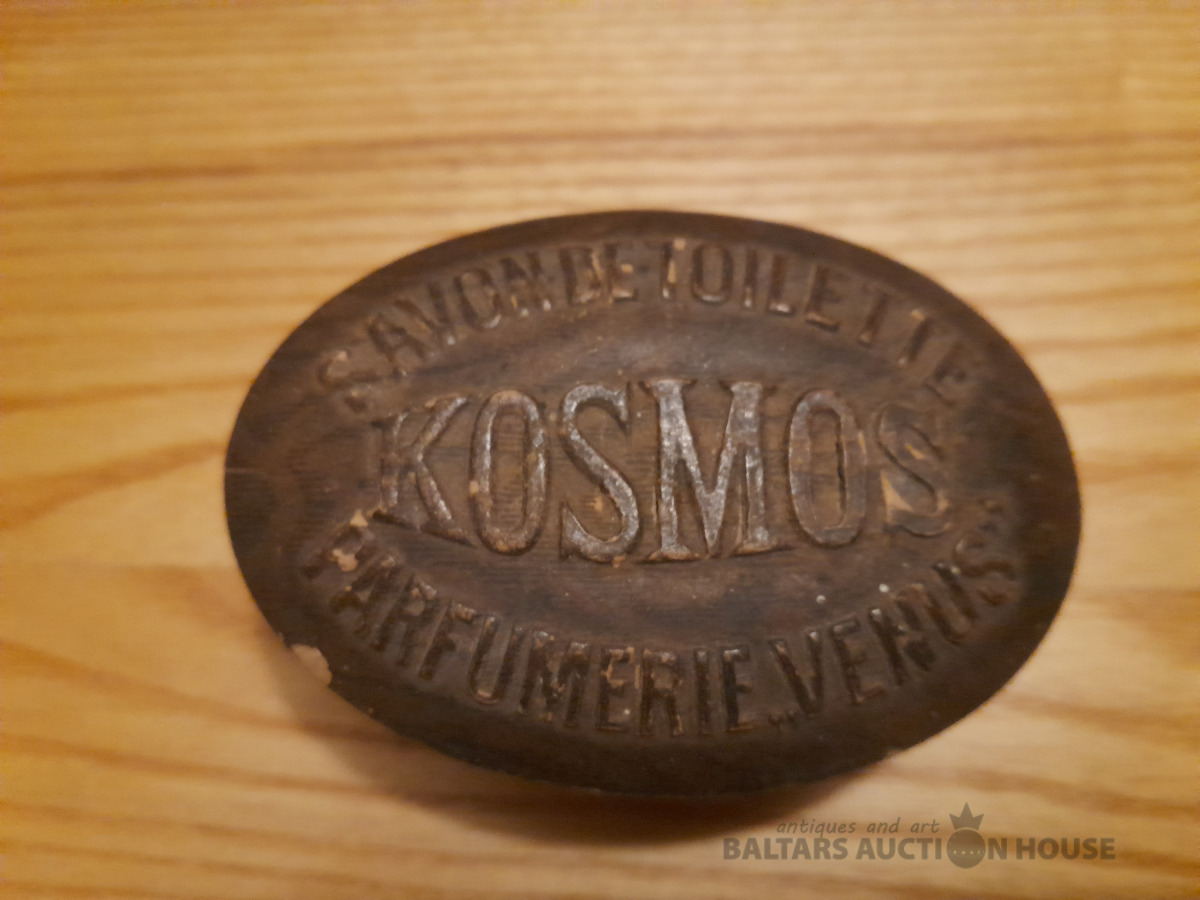 SAVON DE TOILETTE
KOSMOS
PARFUMERIE „VENUS"
antiques and art
BALTARS AUCTION HOUSE